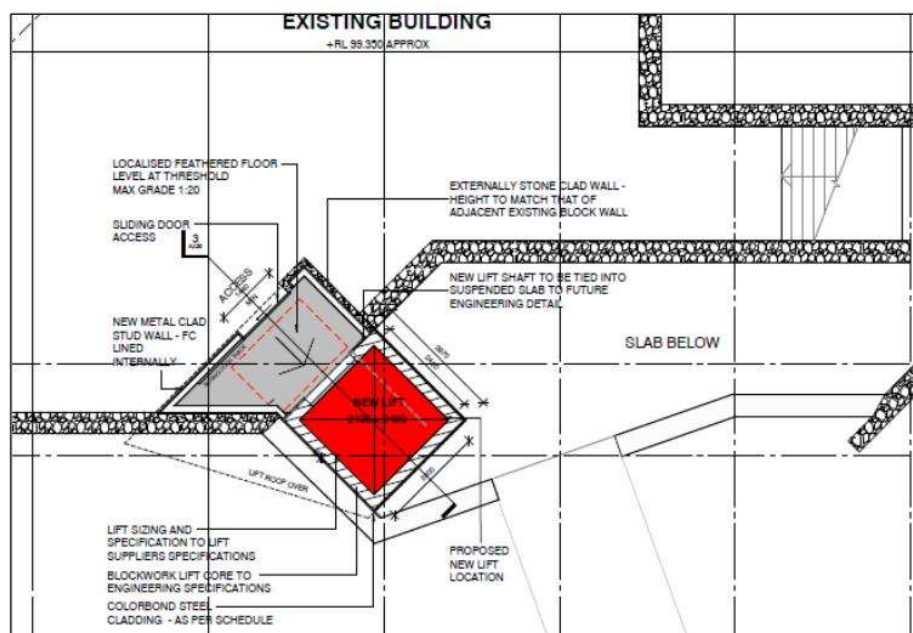 EXISTING BUILDING
+RL 99.350 APPROX
LOCALISED FEATHERED FLOOR
LEVEL AT THRESHOLD
MAX GRADE 1:20
SLIDING DOOR
ACCESS
3
EXTERNALLY STONE CLAD WALL -
HEIGHT TO MATCH THAT OF
ADJACENT EXISTING BLOCK WALL
ACCESS
MIN
NEW LIFT SHAFT TO BE TIED INTO
SUSPENDED SLAB TO FUTURE
ENGINEERING DETAIL
NEW METAL CLAD
STUD WALL - FC
LINED
INTERNALLY
SLAB BELOW
NEW LIFT
LIFT ROOF OVER
LIFT SIZING AND
SPECIFICATION TO LIFT
SUPPLIERS SPECIFICATIONS
BLOCKWORK LIFT CORE TO
ENGINEERING SPECIFICATIONS
COLORBOND STEEL
CLADDING - AS PER SCHEDULE
PROPOSED
NEW LIFT
LOCATION